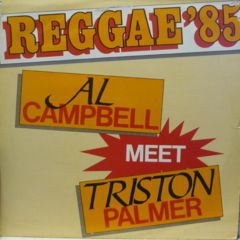 REGGAE '85
AL
CAMPBELL
MEET
TRISTON
PALMER